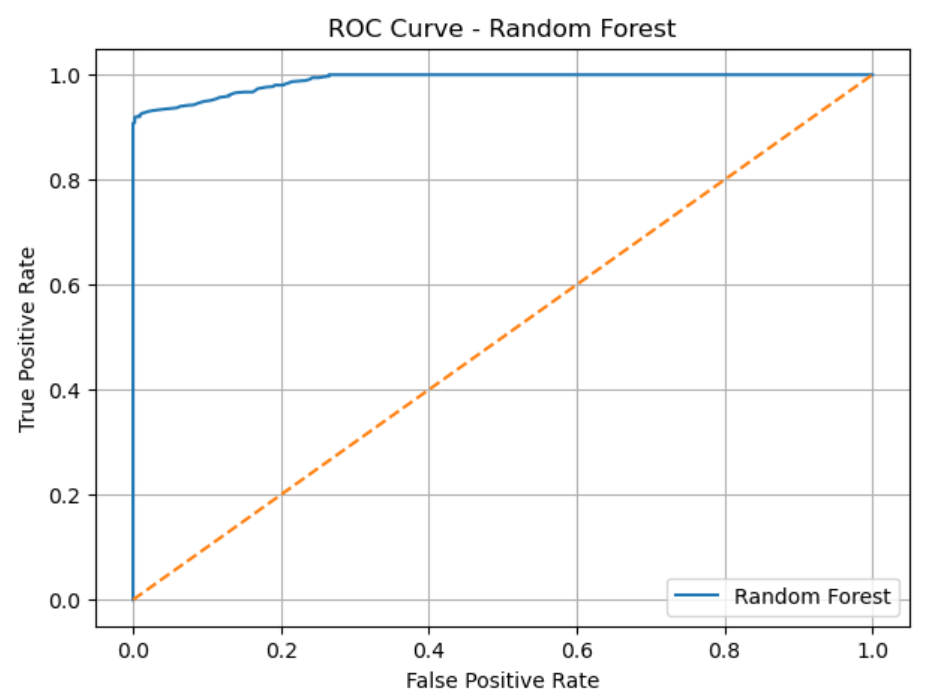 ROC Curve - Random Forest
True Positive Rate
1.0
0.8
0.6
0.4
0.2
0.0
Random Forest
0.0 0.2 0.4 0.6 0.8 1.0
False Positive Rate